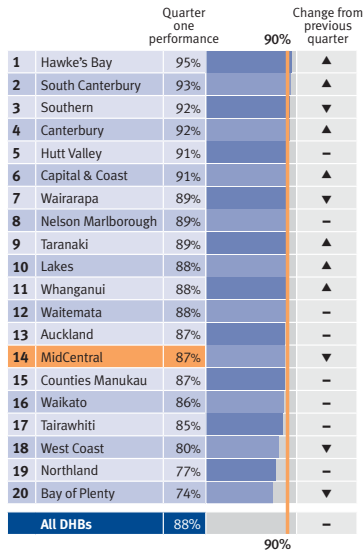 Quarter one performance
90%
Change from previous quarter
1 Hawke's Bay 95% ▲
2 South Canterbury 93% ▲
3 Southern 92% ▼
4 Canterbury 92% ▲
5 Hutt Valley 91% –
6 Capital & Coast 91% ▲
7 Wairarapa 89% ▼
8 Nelson Marlborough 89% –
9 Taranaki 89% ▲
10 Lakes 88% ▲
11 Whanganui 88% ▲
12 Waitemata 88% –
13 Auckland 87% –
14 MidCentral 87% ▼
15 Counties Manukau 87% –
16 Waikato 86% –
17 Tairawhiti 85% –
18 West Coast 80% ▼
19 Northland 77% –
20 Bay of Plenty 74% ▼
All DHBs 88% –
90%